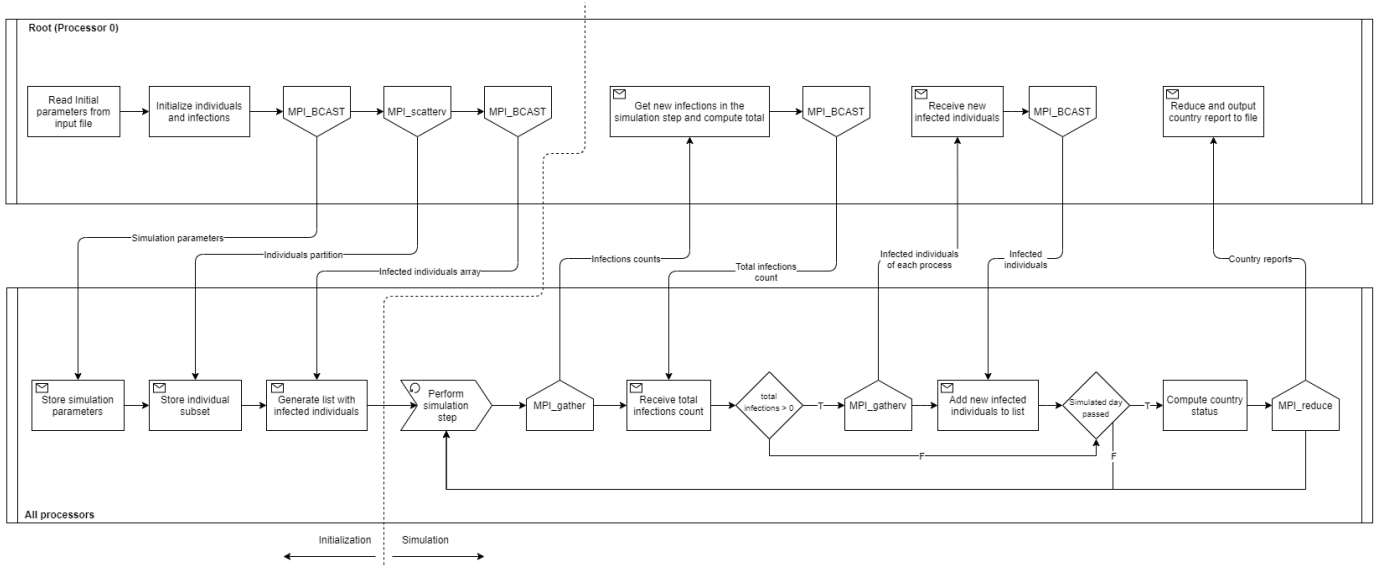 Root (Processor 0)
Read Initial
parameters from
input file
Initialize individuals
and infections
MPI_BCAST
MPI_scatterv
MPI_BCAST
Get new infections in the
simulation step and compute total
MPI_BCAST
Receive new
infected individuals
MPI_BCAST
Reduce and output
country report to file
Simulation parameters
Individuals partition
Infected individuals array
Infections counts
Total infections
count
Infected individuals
of each process
Infected
individuals
Country reports
Store simulation
parameters
Store individual
subset
Generate list with
infected individuals
Perform
simulation
step
MPI_gather
Receive total
infections count
total
infections > 0
T
MPI_gatherv
Add new infected
individuals to list
Simulated day
passed
T
Compute country
status
MPI_reduce
F
F
All processors
Initialization
Simulation